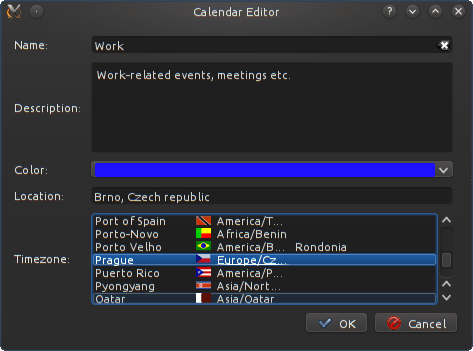 Calendar Editor
Name: Work
Work-related events, meetings etc.
Description:
Color:
Location: Brno, Czech republic
Port of Spain America/T...
Porto-Novo Africa/Benin
Porto Velho America/B... Rondonia
Timezone: Prague Europe/Cz...
Puerto Rico America/P...
Pyongyang Asia/Nort...
Qatar Asia/Qatar
OK Cancel